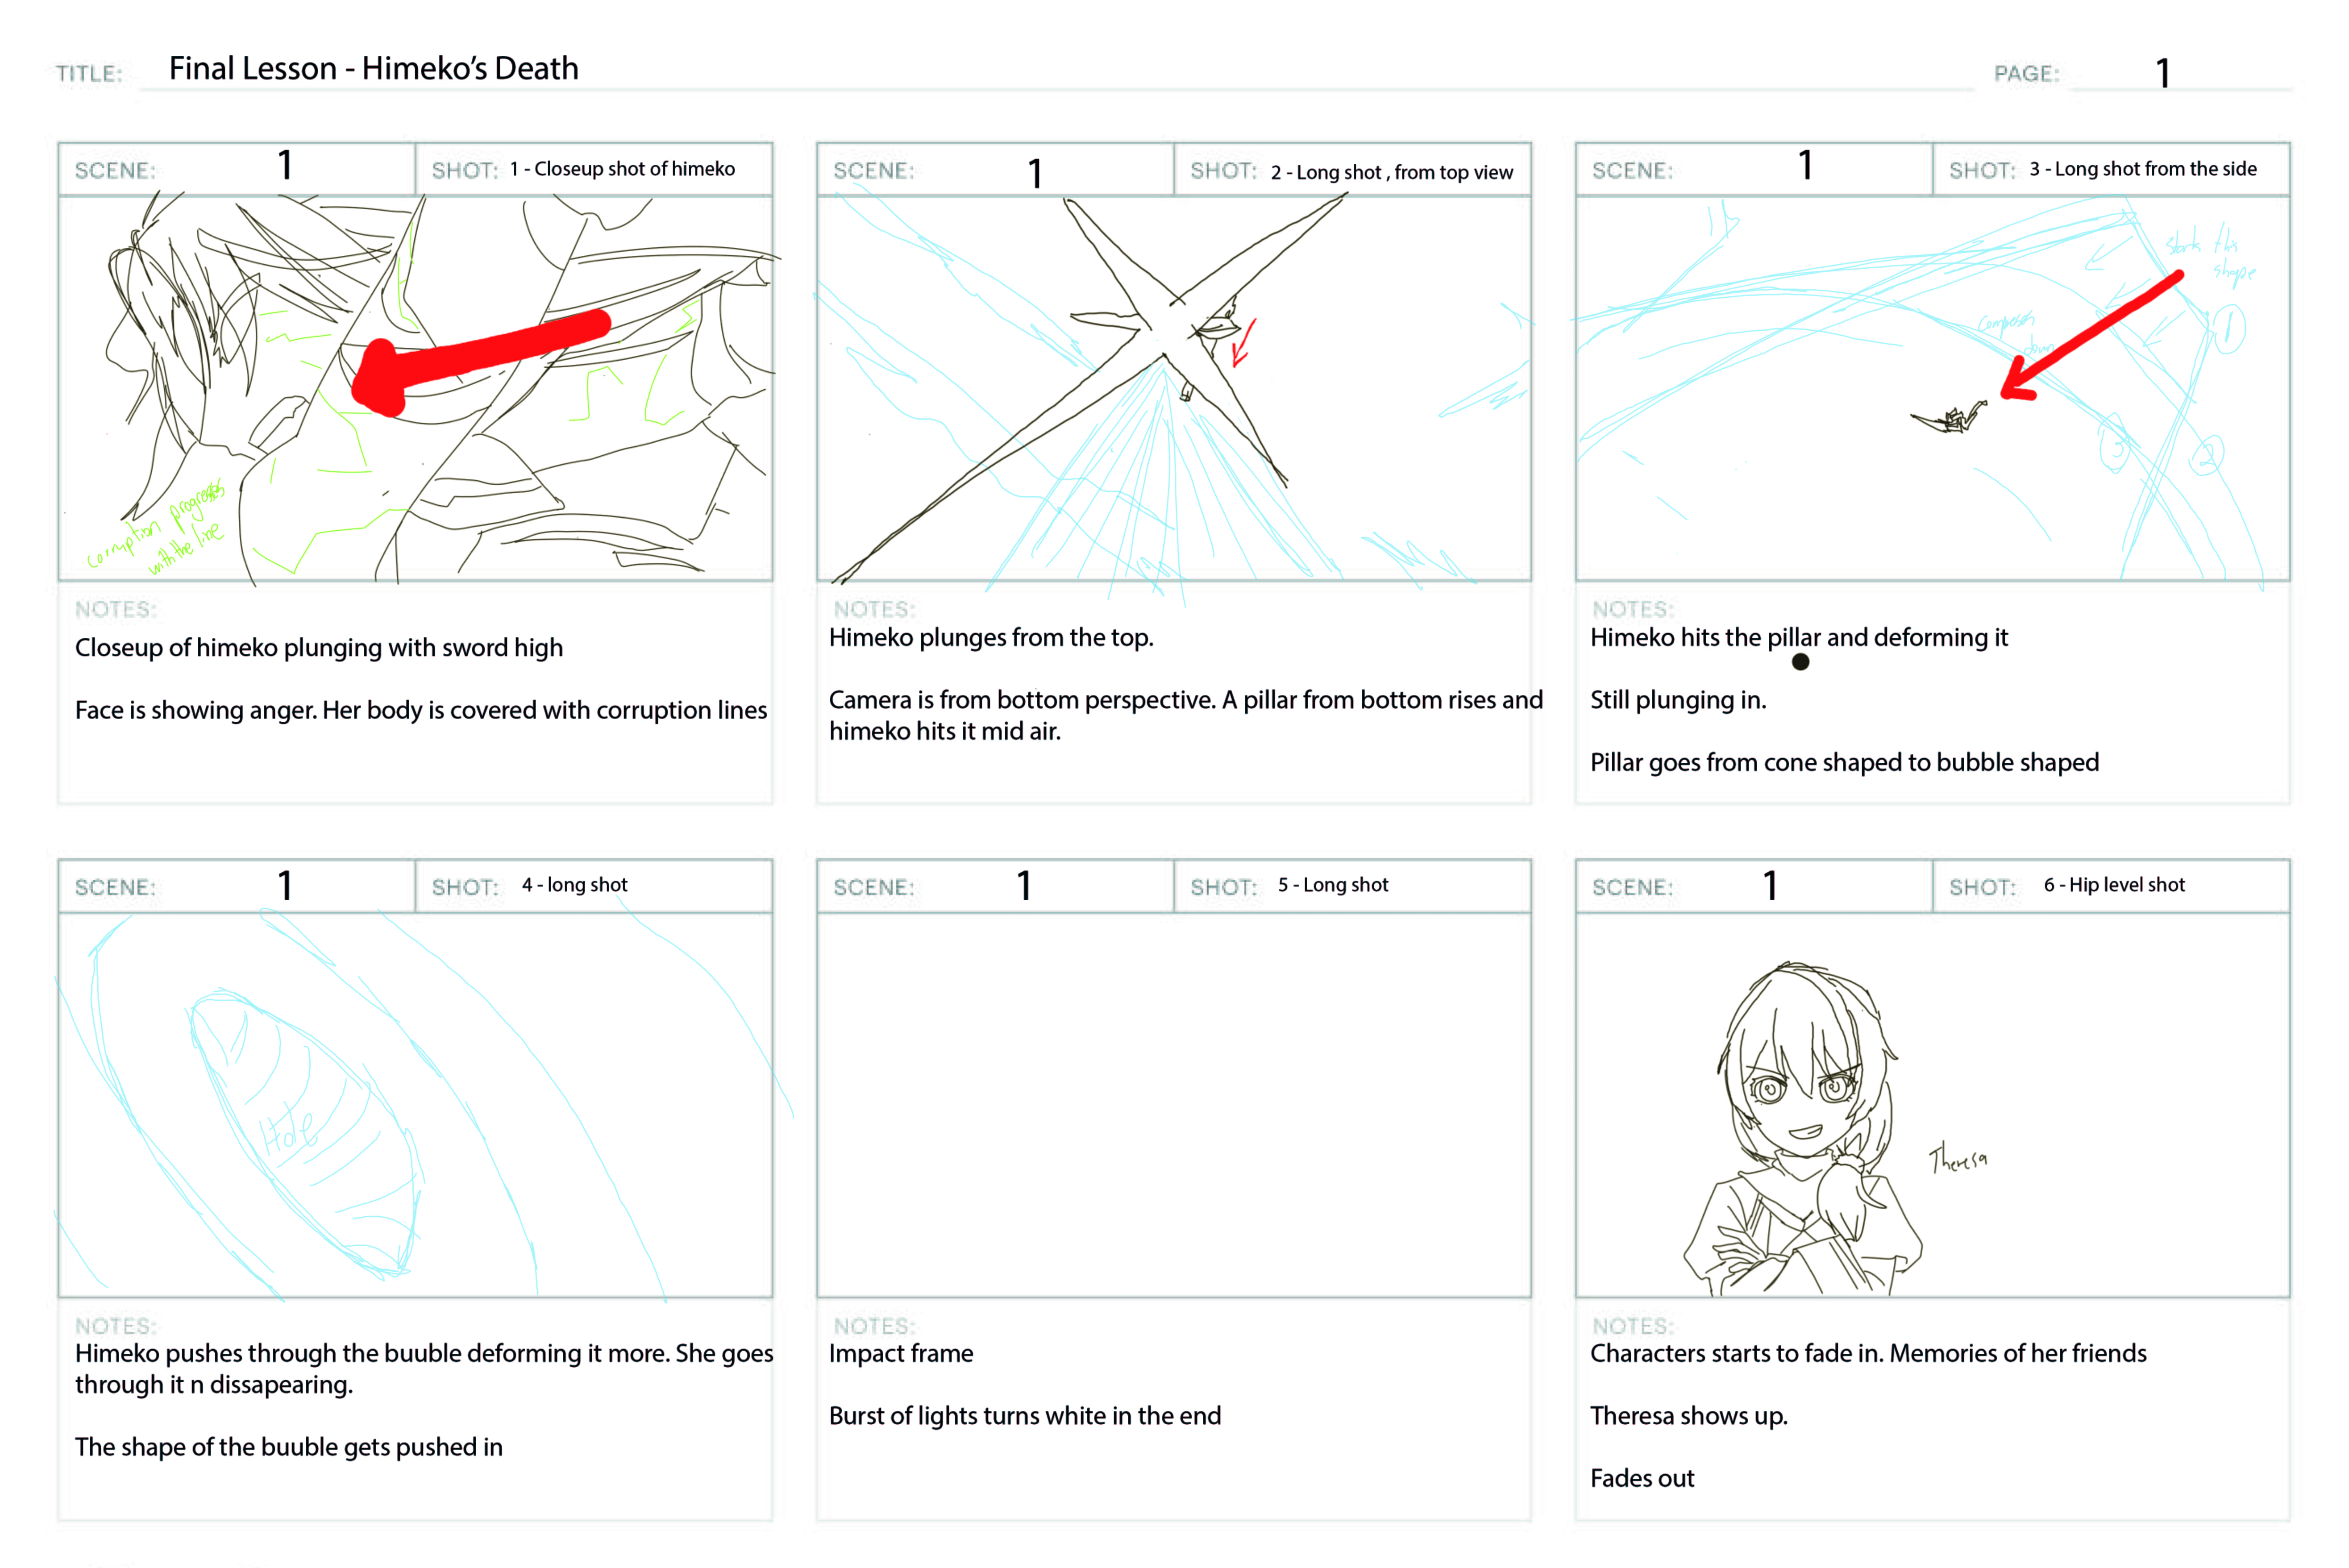 TITLE: Final Lesson - Himeko's Death
PAGE: 1
SCENE: 1
SHOT: 1 - Closeup shot of himeko
corruption progresses
with the line
NOTES:
Closeup of himeko plunging with sword high
Face is showing anger. Her body is covered with corruption lines
SCENE: 1
SHOT: 2 - Long shot , from top view
NOTES:
Himeko plunges from the top.
Camera is from bottom perspective. A pillar from bottom rises and
himeko hits it mid air.
SCENE: 1
SHOT: 3 - Long shot from the side
starts this
shape
1
down
3
2
NOTES:
Himeko hits the pillar and deforming it
Still plunging in.
Pillar goes from cone shaped to bubble shaped
SCENE: 1
SHOT: 4 - long shot
Hole
NOTES:
Himeko pushes through the buuble deforming it more. She goes
through it n dissapearing.
The shape of the buuble gets pushed in
SCENE: 1
SHOT: 5 - Long shot
NOTES:
Impact frame
Burst of lights turns white in the end
SCENE: 1
SHOT: 6 - Hip level shot
Theresa
NOTES:
Characters starts to fade in. Memories of her friends
Theresa shows up.
Fades out